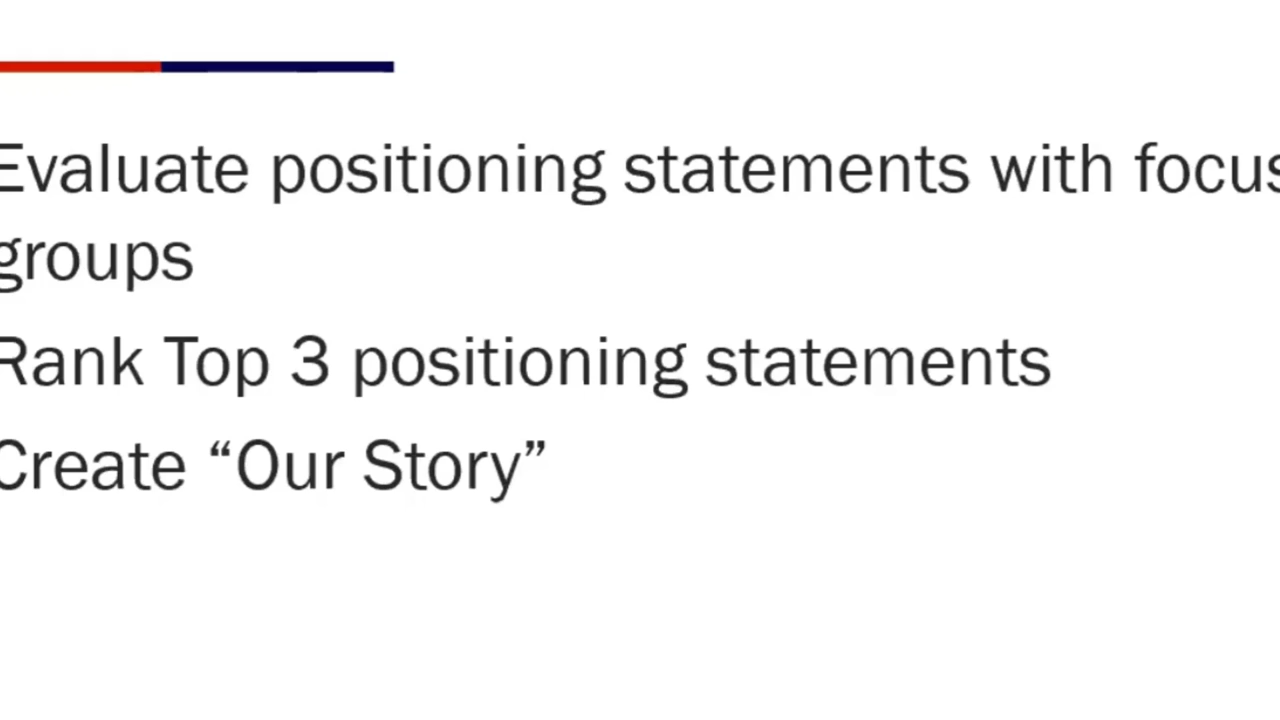 Evaluate positioning statements with focus
groups
Rank Top 3 positioning statements
Create “Our Story”